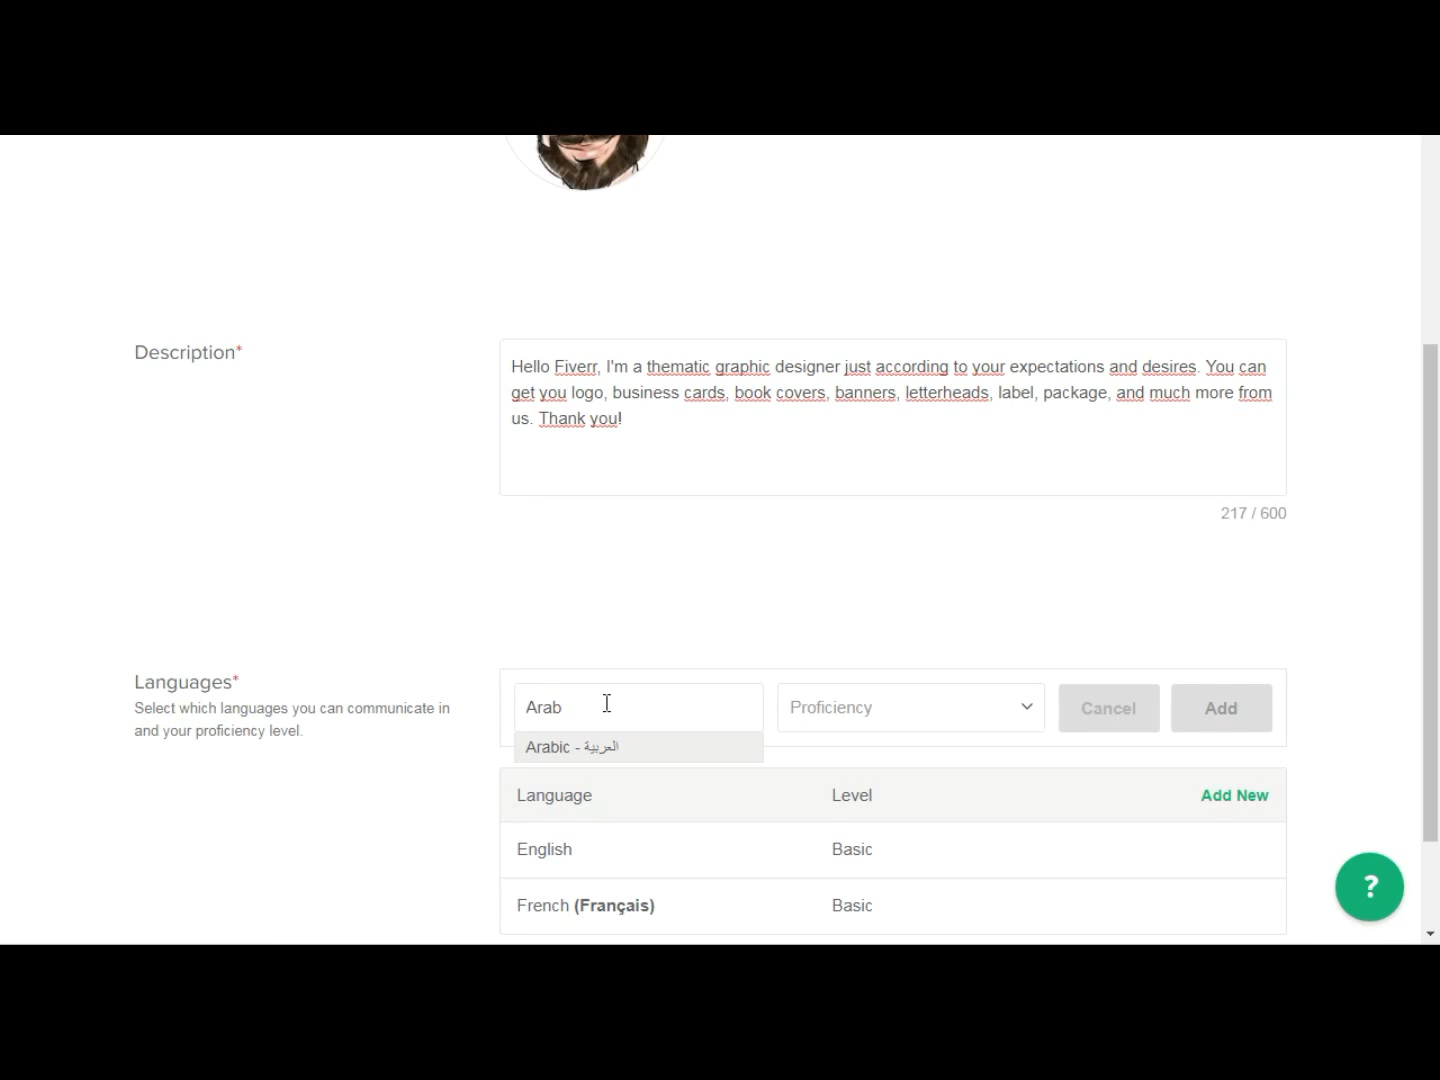 Description*
Hello Fiverr, I'm a thematic graphic designer just according to your expectations and desires. You can
get you logo, business cards, book covers, banners, letterheads, label, package, and much more from
us. Thank you!
217 / 600
Languages*
Select which languages you can communicate in
and your proficiency level.
Arab
Proficiency
Cancel
Add
Arabic - العربية
Language
Level
Add New
English
Basic
French (Français)
Basic
?